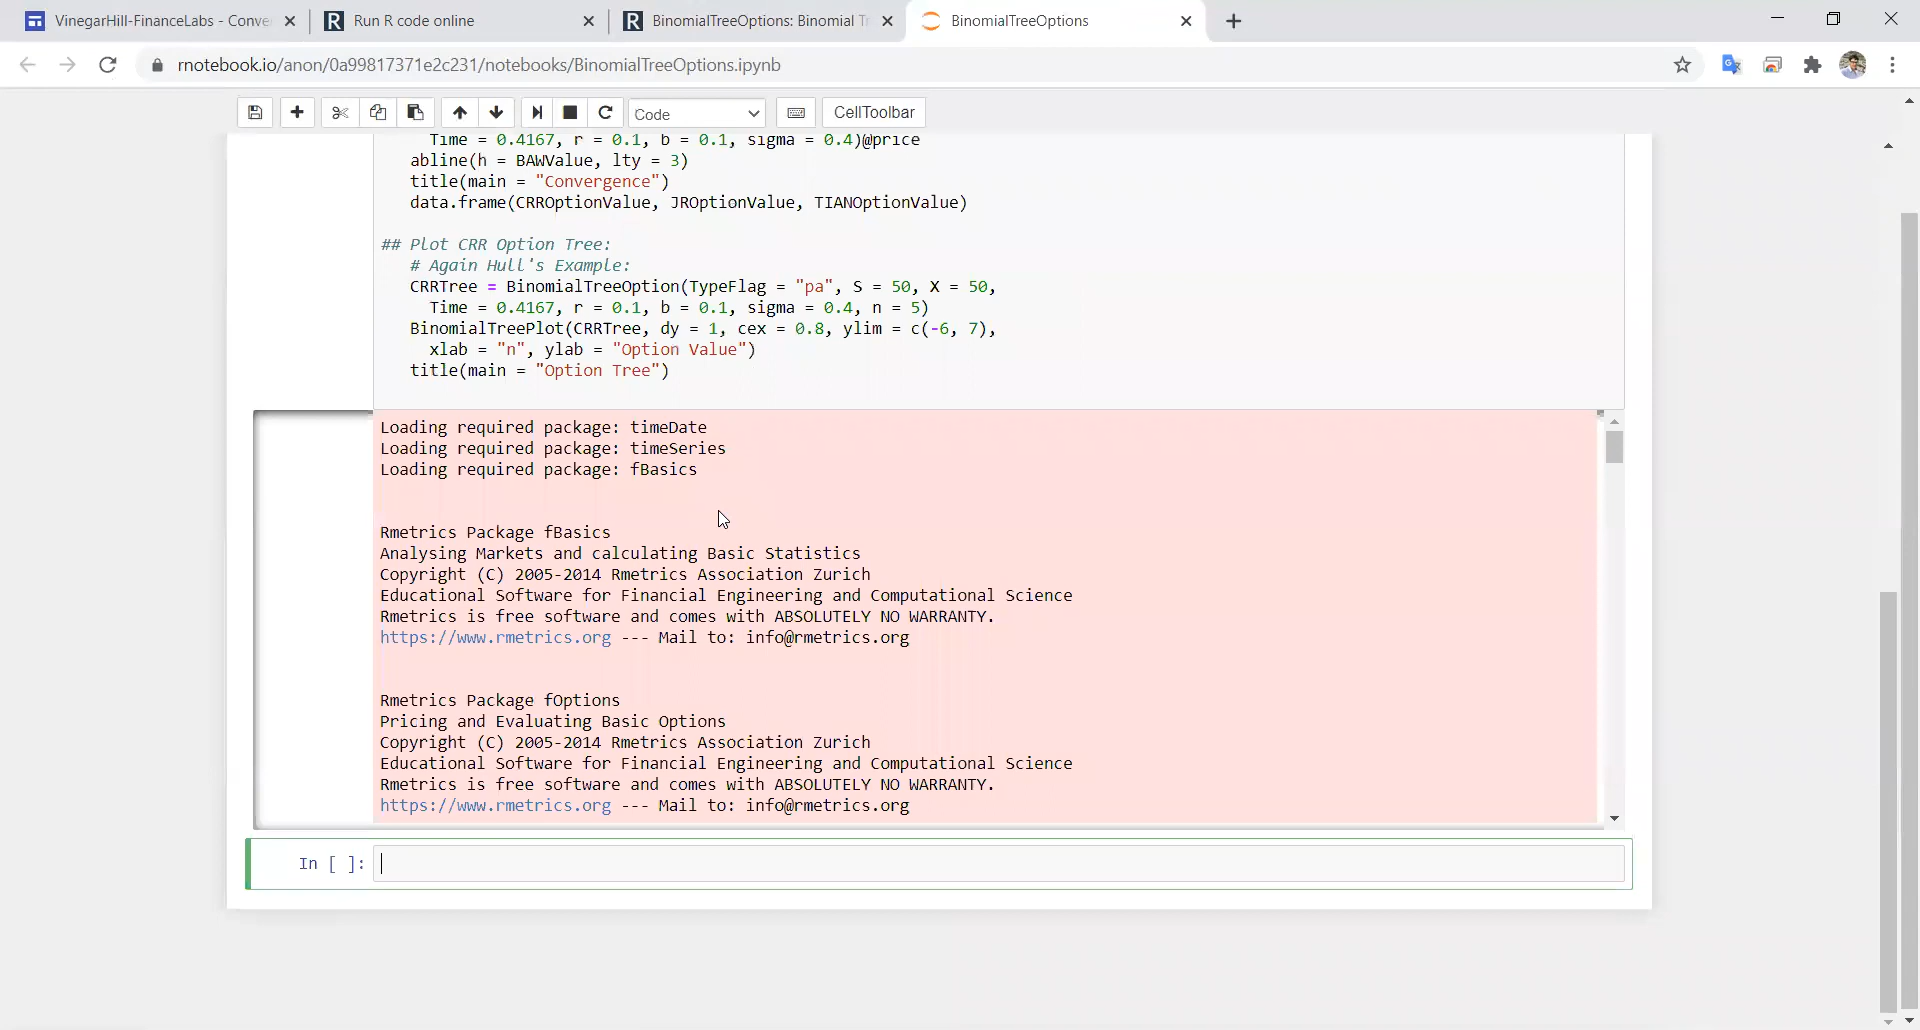 VinegarHill-FinanceLabs - Conve
Run R code online
BinomialTreeOptions: Binomial T
BinomialTreeOptions
rnotebook.io/anon/0a99817371e2c231/notebooks/BinomialTreeOptions.ipynb
Code
CellToolbar
Time = 0.4167, r = 0.1, b = 0.1, sigma = 0.4)@price
abline(h = BAWValue, lty = 3)
title(main = "Convergence")
data.frame(CRROptionValue, JROptionValue, TIANOptionValue)
## Plot CRR Option Tree:
# Again Hull's Example:
CRRTree = BinomialTreeOption(TypeFlag = "pa", S = 50, X = 50,
Time = 0.4167, r = 0.1, b = 0.1, sigma = 0.4, n = 5)
BinomialTreePlot(CRRTree, dy = 1, cex = 0.8, ylim = c(-6, 7),
xlab = "n", ylab = "Option Value")
title(main = "Option Tree")
Loading required package: timeDate
Loading required package: timeSeries
Loading required package: fBasics
Rmetrics Package fBasics
Analysing Markets and calculating Basic Statistics
Copyright (C) 2005-2014 Rmetrics Association Zurich
Educational Software for Financial Engineering and Computational Science
Rmetrics is free software and comes with ABSOLUTELY NO WARRANTY.
https://www.rmetrics.org --- Mail to: info@rmetrics.org
Rmetrics Package fOptions
Pricing and Evaluating Basic Options
Copyright (C) 2005-2014 Rmetrics Association Zurich
Educational Software for Financial Engineering and Computational Science
Rmetrics is free software and comes with ABSOLUTELY NO WARRANTY.
https://www.rmetrics.org --- Mail to: info@rmetrics.org
In [ ]: